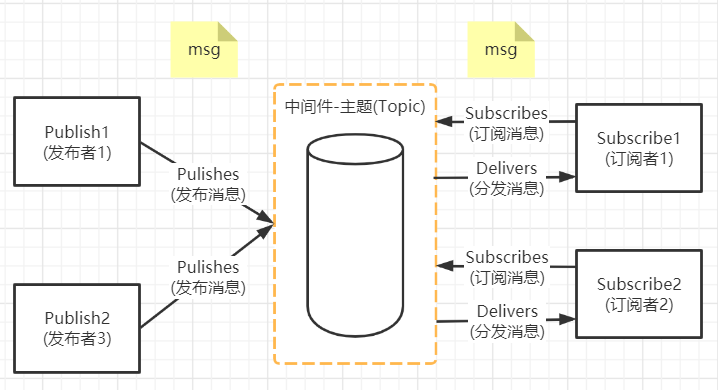 msg
msg
中间件-主题(Topic)
Publish1
(发布者1)
Pulishes
(发布消息)
Pulishes
(发布消息)
Publish2
(发布者3)
Subscribes
(订阅消息)
Delivers
(分发消息)
Subscribe1
(订阅者1)
Subscribes
(订阅消息)
Delivers
(分发消息)
Subscribe2
(订阅者2)